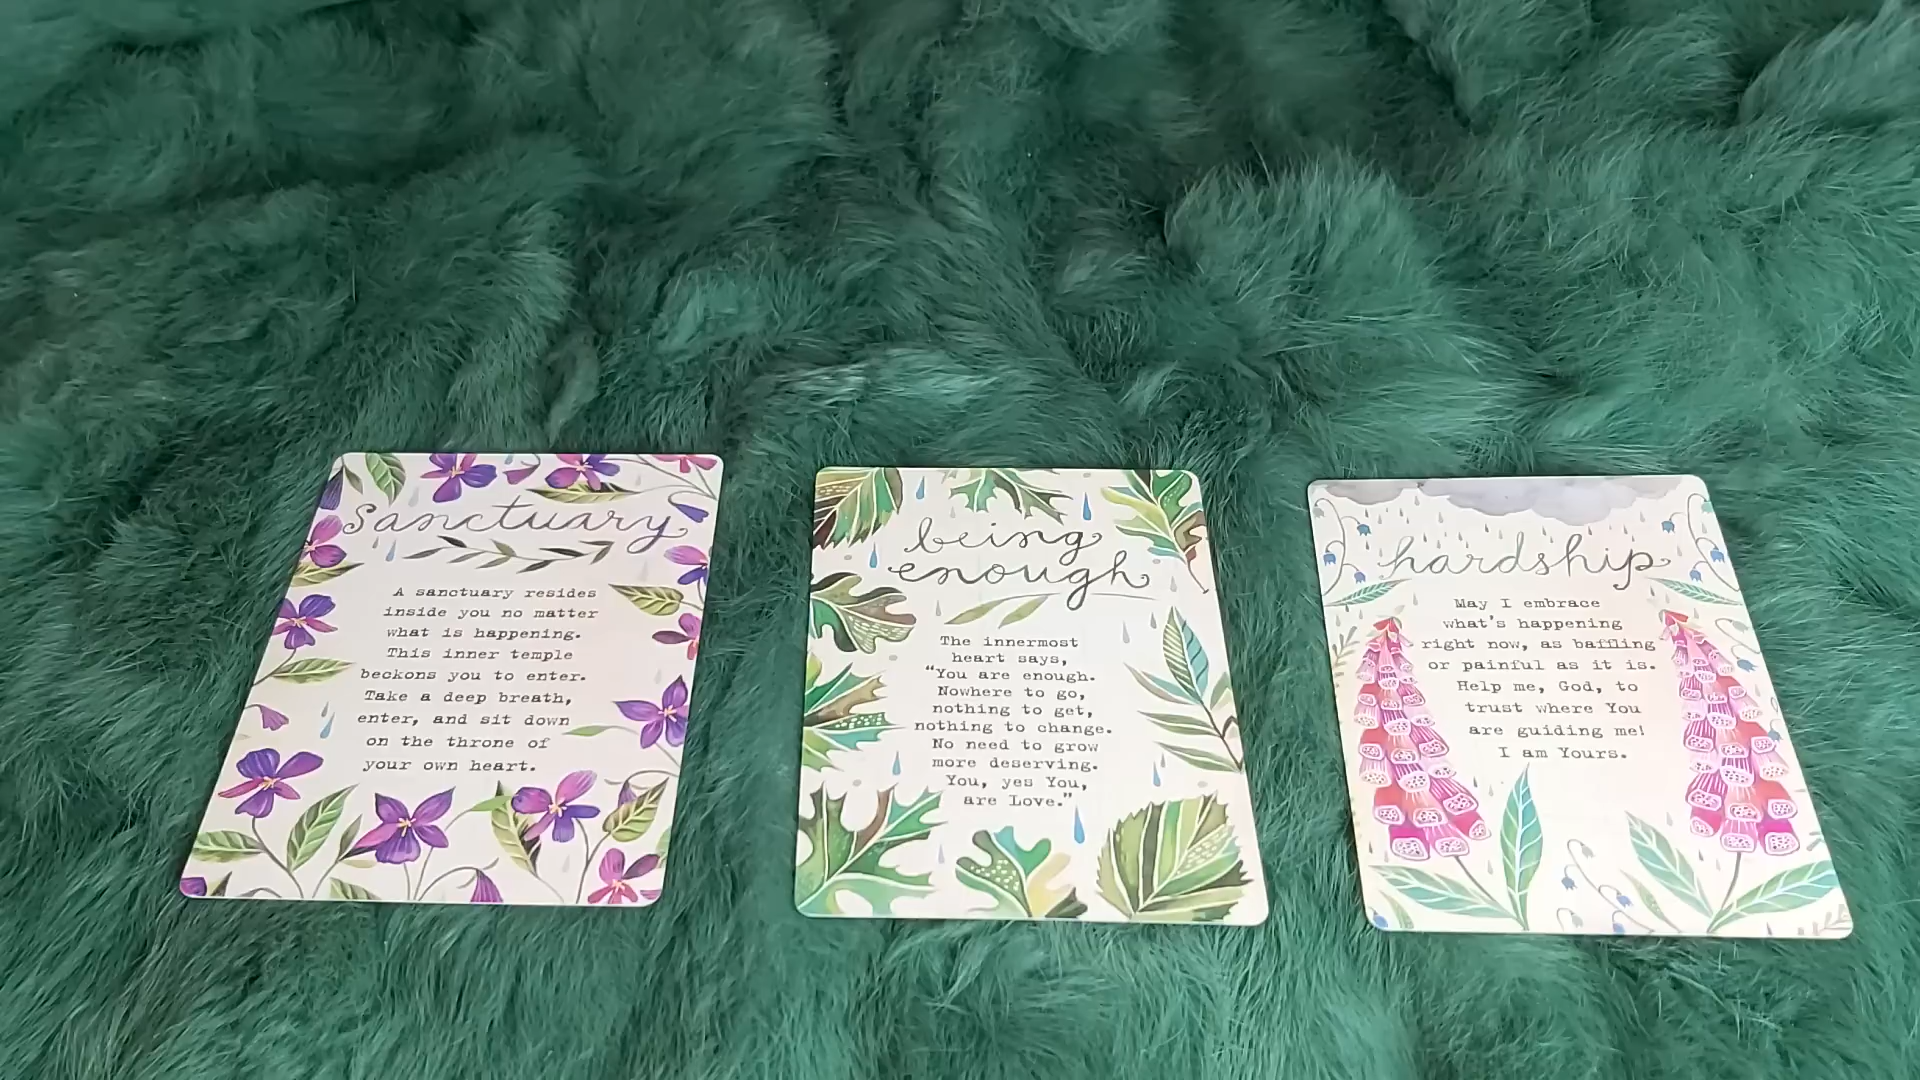 sanctuary
A sanctuary resides
inside you no matter
what is happening.
This inner temple
beckons you to enter.
Take a deep breath,
enter, and sit down
on the throne of
your own heart.
being
enough
The innermost
heart says,
"You are enough.
Nowhere to go,
nothing to get,
nothing to change.
No need to grow
more deserving.
You, yes You,
are Love."
hardship
May I embrace
what's happening
right now, as baffling
or painful as it is.
Help me, God, to
trust where You
are guiding me!
I am Yours.